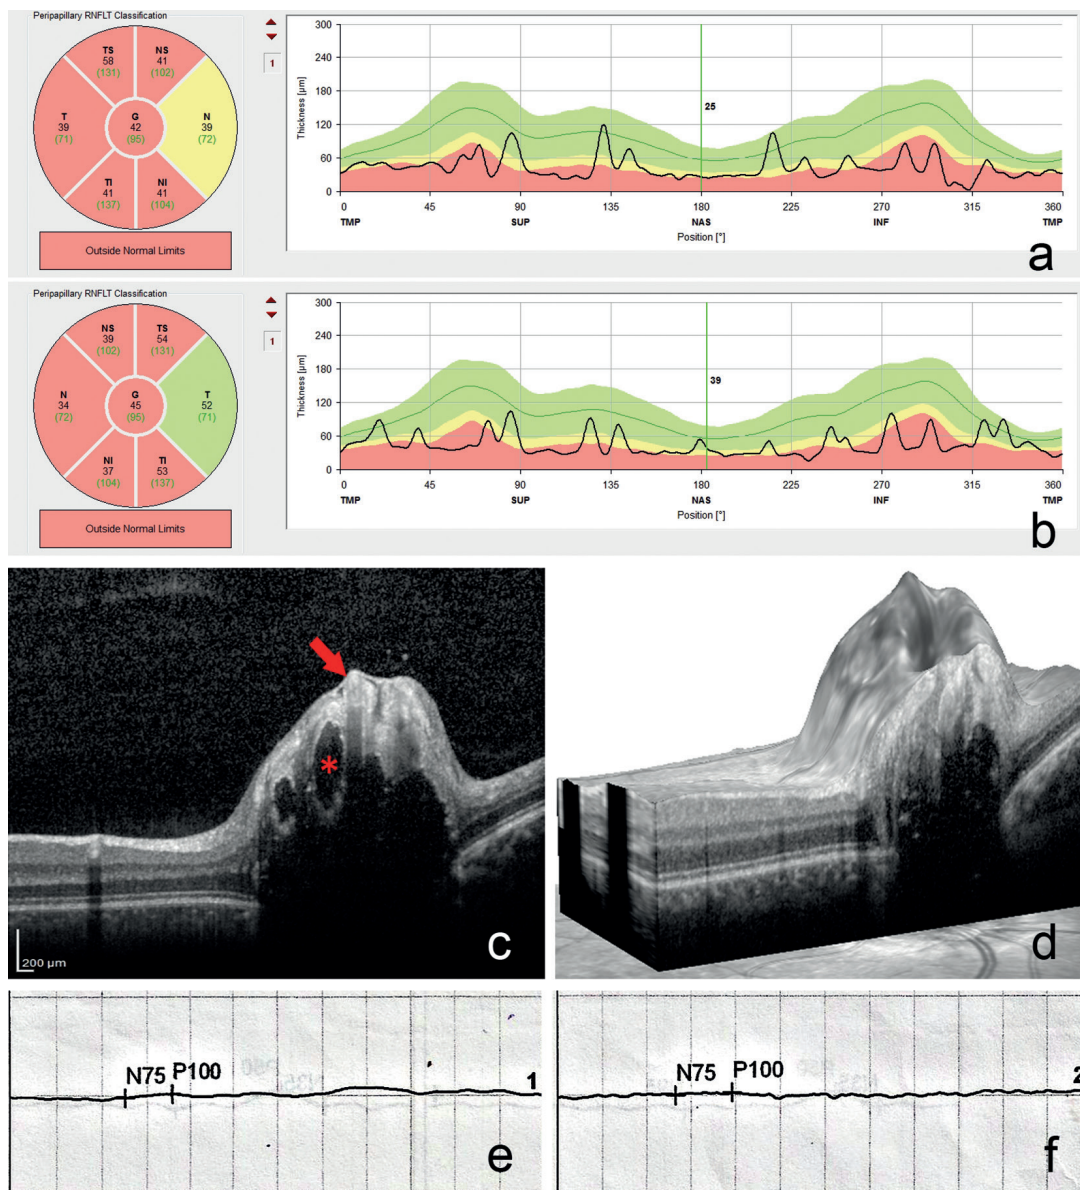 Peripapillary RNFLT Classification
TS
58
(131)
NS
41
(102)
T
39
(71)
G
42
(95)
N
39
(72)
TI
41
(137)
NI
41
(104)
Outside Normal Limits
1
Thickness [µm]
300
240
180
120
60
0
25
0 45 90 135 180 225 270 315 360
TMP SUP NAS INF TMP
Position [°]
a
Peripapillary RNFLT Classification
NS
39
(102)
TS
54
(131)
N
34
(72)
G
45
(95)
T
52
(71)
NI
37
(104)
TI
53
(137)
Outside Normal Limits
1
Thickness [µm]
300
240
180
120
60
0
39
0 45 90 135 180 225 270 315 360
TMP SUP NAS INF TMP
Position [°]
b
*
200 µm
c
d
N75 P100
1
e
N75 P100
2
f